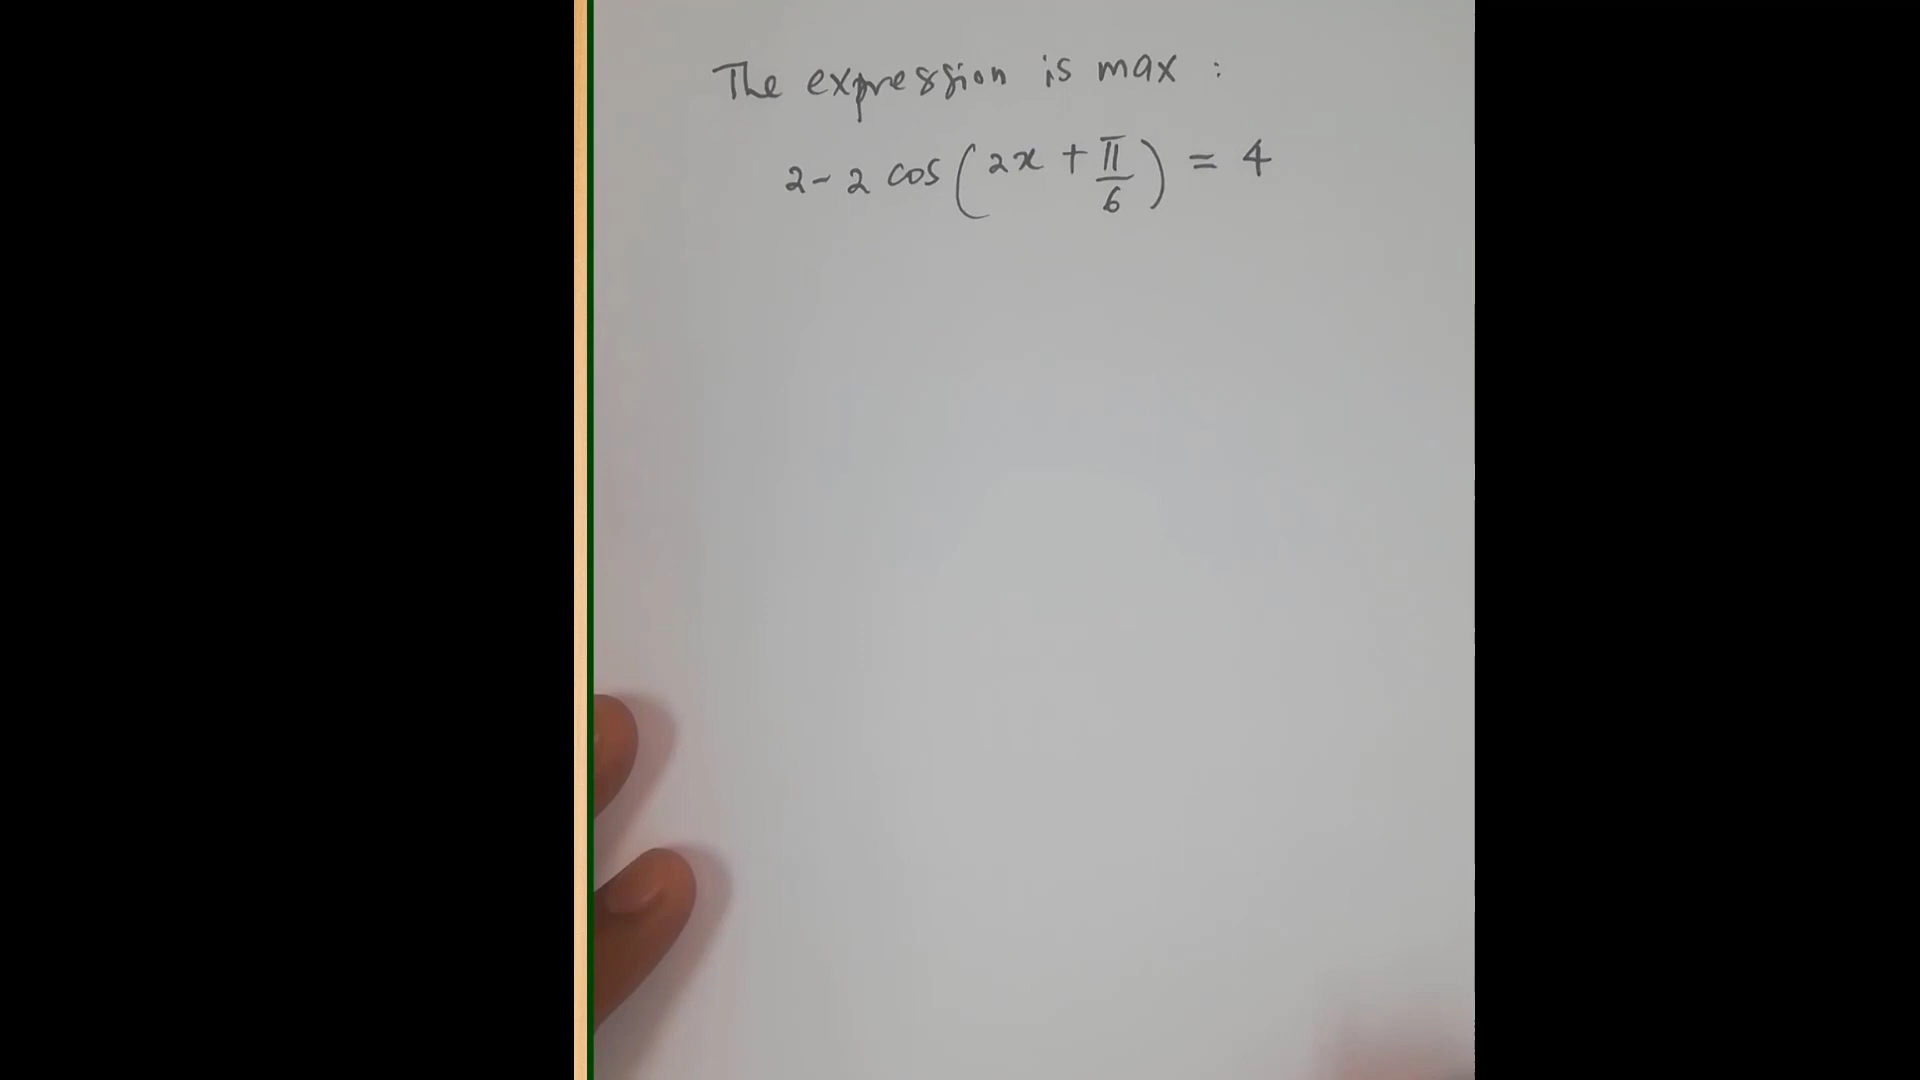 The expression is max :
2 - 2 cos (2x + π/6) = 4